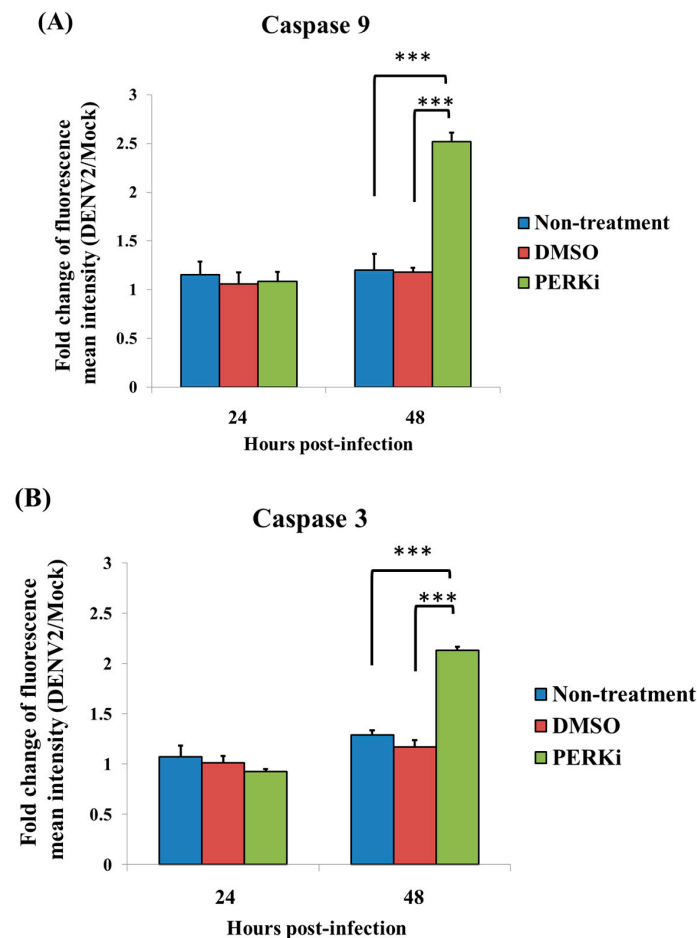 (A)
Caspase 9
***
***
Fold change of fluorescence
mean intensity (DENV2/Mock)
3
2.5
2
1.5
1
0.5
0
24
48
Hours post-infection
Non-treatment
DMSO
PERKi
(B)
Caspase 3
***
***
Fold change of fluorescence
mean intensity (DENV2/Mock)
3
2.5
2
1.5
1
0.5
0
24
48
Hours post-infection
Non-treatment
DMSO
PERKi